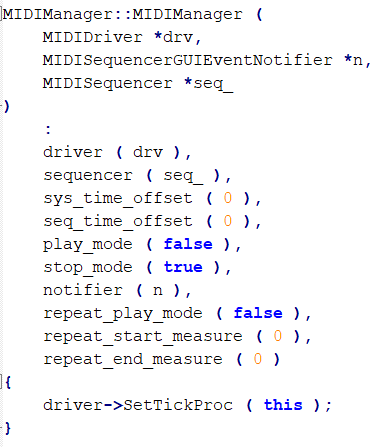 MIDIManager::MIDIManager (
    MIDIDriver *drv,
    MIDISequencerGUIEventNotifier *n,
    MIDISequencer *seq_
)
    :
    driver ( drv ),
    sequencer ( seq_ ),
    sys_time_offset ( 0 ),
    seq_time_offset ( 0 ),
    play_mode ( false ),
    stop_mode ( true ),
    notifier ( n ),
    repeat_play_mode ( false ),
    repeat_start_measure ( 0 ),
    repeat_end_measure ( 0 )
{
    driver->SetTickProc ( this );
}